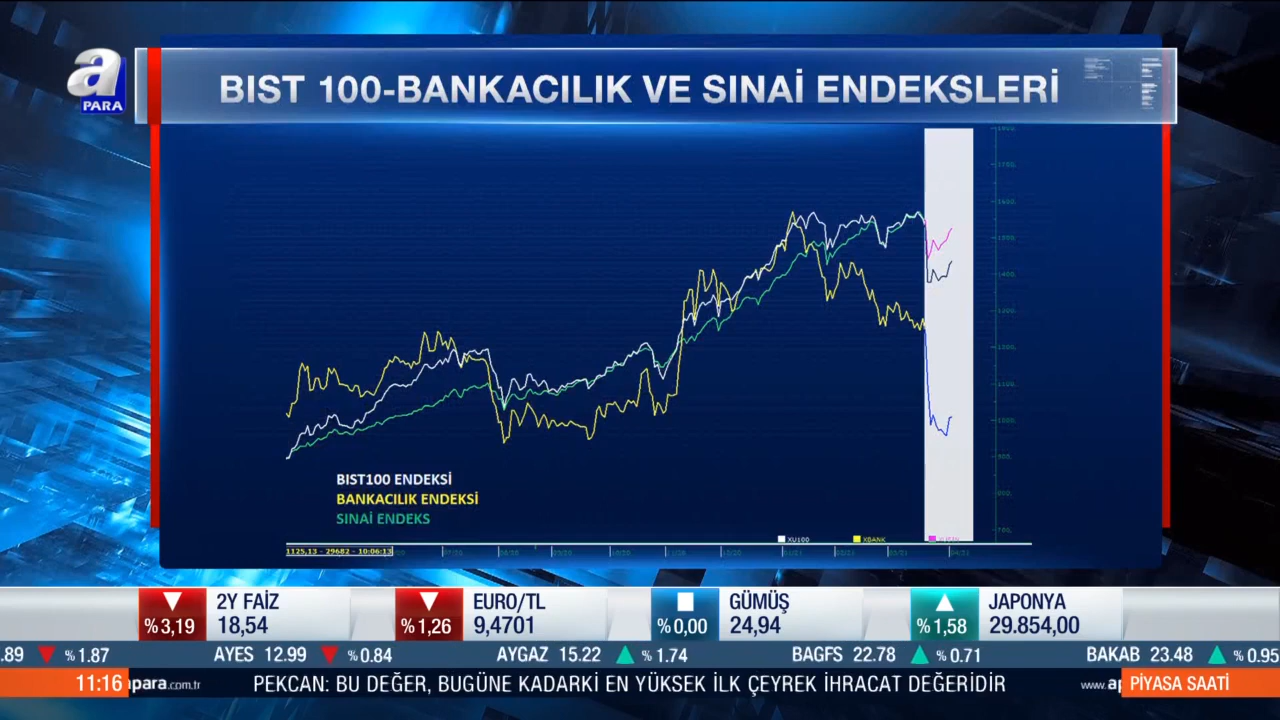 a
PARA
BIST 100-BANKACILIK VE SINAİ ENDEKSLERİ
BIST100 ENDEKSİ
BANKACILIK ENDEKSİ
SINAİ ENDEKS
XU100
XBANK
1125,13 - 29682 - 10:06:13
2Y FAİZ
%3,19
18,54
EURO/TL
%1,26
9,4701
GÜMÜŞ
%0,00
24,94
JAPONYA
%1,58
29.854,00
.89 %1.87 AYES 12.99 %0.84 AYGAZ 15.22 %1.74 BAGFS 22.78 %0.71 BAKAB 23.48 %0.95
11:16 apara.com.tr PEKCAN: BU DEĞER, BUGÜNE KADARKİ EN YÜKSEK İLK ÇEYREK İHRACAT DEĞERİDİR www.ap PİYASA SAATİ